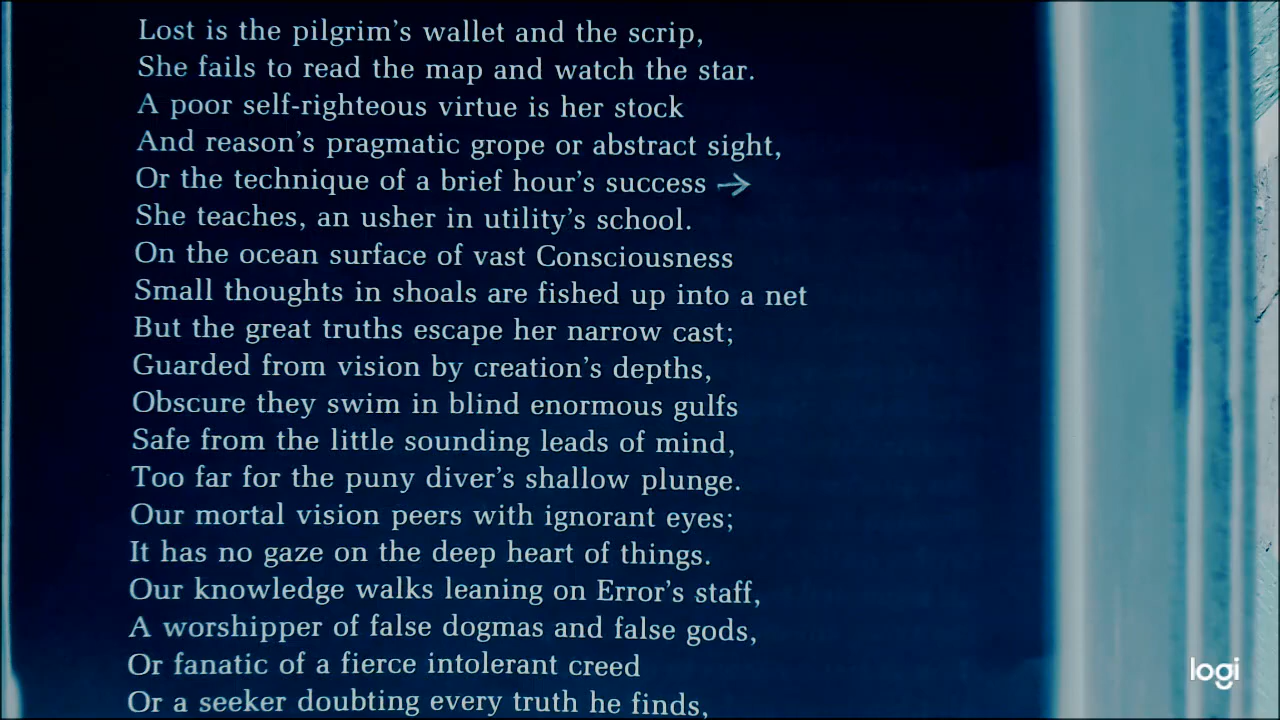 Lost is the pilgrim's wallet and the scrip,
She fails to read the map and watch the star.
A poor self-righteous virtue is her stock
And reason's pragmatic grope or abstract sight,
Or the technique of a brief hour's success →
She teaches, an usher in utility's school.
On the ocean surface of vast Consciousness
Small thoughts in shoals are fished up into a net
But the great truths escape her narrow cast;
Guarded from vision by creation's depths,
Obscure they swim in blind enormous gulfs
Safe from the little sounding leads of mind,
Too far for the puny diver's shallow plunge.
Our mortal vision peers with ignorant eyes;
It has no gaze on the deep heart of things.
Our knowledge walks leaning on Error's staff,
A worshipper of false dogmas and false gods,
Or fanatic of a fierce intolerant creed
Or a seeker doubting every truth he finds,
logi